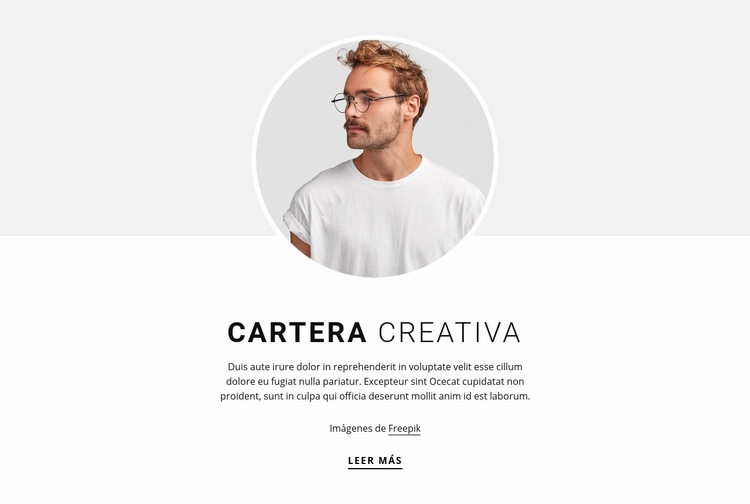 CARTERA CREATIVA
Duis aute irure dolor in reprehenderit in voluptate velit esse cillum
dolore eu fugiat nulla pariatur. Excepteur sint Ocecat cupidatat non
proident, sunt in culpa qui officia deserunt mollit anim id est laborum.
Imágenes de Freepik
LEER MÁS